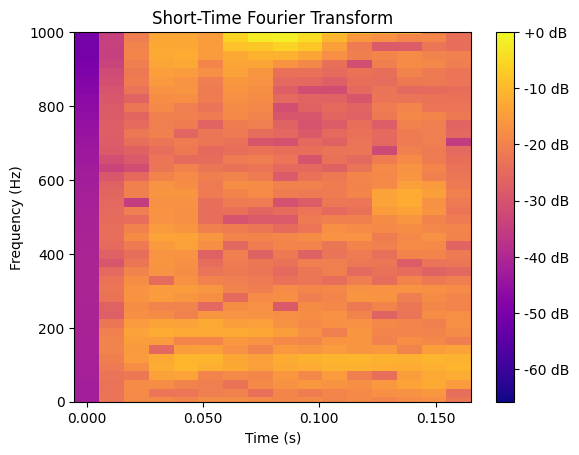 Short-Time Fourier Transform
1000
800
600
400
200
0
Frequency (Hz)
0.000
0.050
0.100
0.150
Time (s)
+0 dB
-10 dB
-20 dB
-30 dB
-40 dB
-50 dB
-60 dB